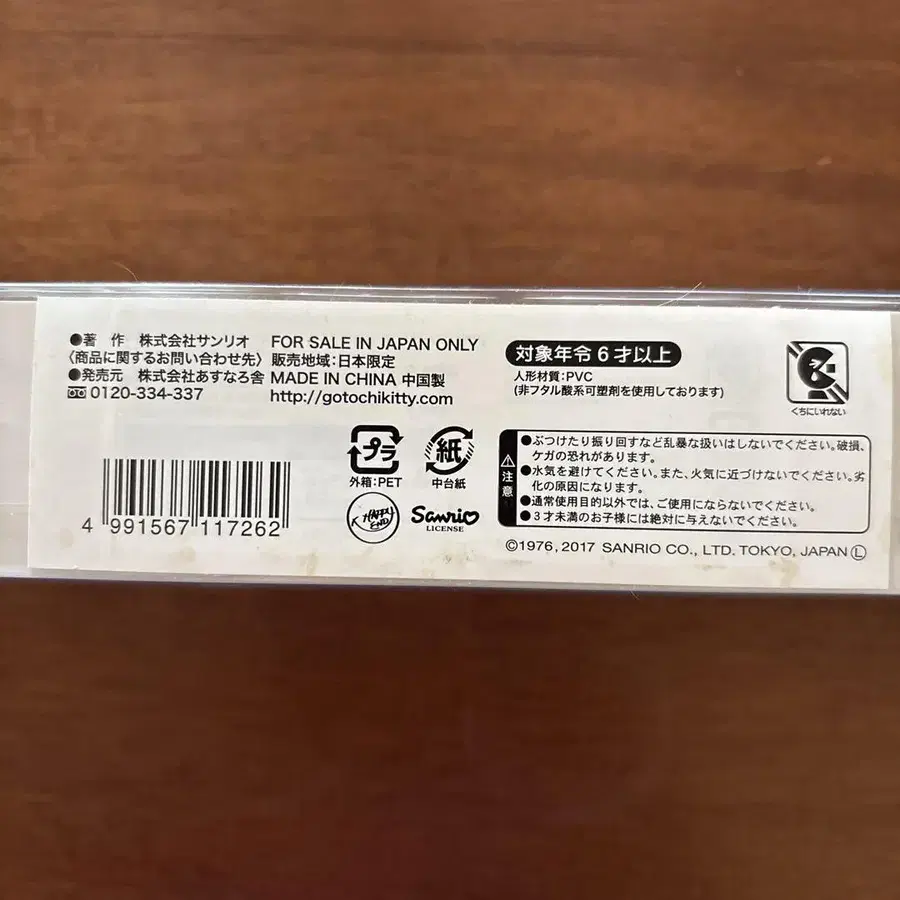 ●著　作　株式会社サンリオ
〈商品に関するお問い合わせ先〉
●発売元　株式会社あすなろ舎
0120-334-337
FOR SALE IN JAPAN ONLY
販売地域:日本限定
MADE IN CHINA 中国製
http://gotochikitty.com
対象年令6才以上
人形材質:PVC
(非フタル酸系可塑剤を使用しております)
くちにいれない
4 991567 117262
プラ
外箱:PET
紙
中台紙
HAPPY
END
Sanrio
LICENSE
注意
●ぶつけたり振り回すなど乱暴な扱いはしないでください。破損、
ケガの恐れがあります。
●水気を避けてください。また、火気に近づけないでください。劣
化の原因になります。
●通常使用目的以外では、ご使用にならないでください。
●3才未満のお子様には絶対に与えないでください。
©1976, 2017 SANRIO CO., LTD. TOKYO, JAPAN Ⓛ